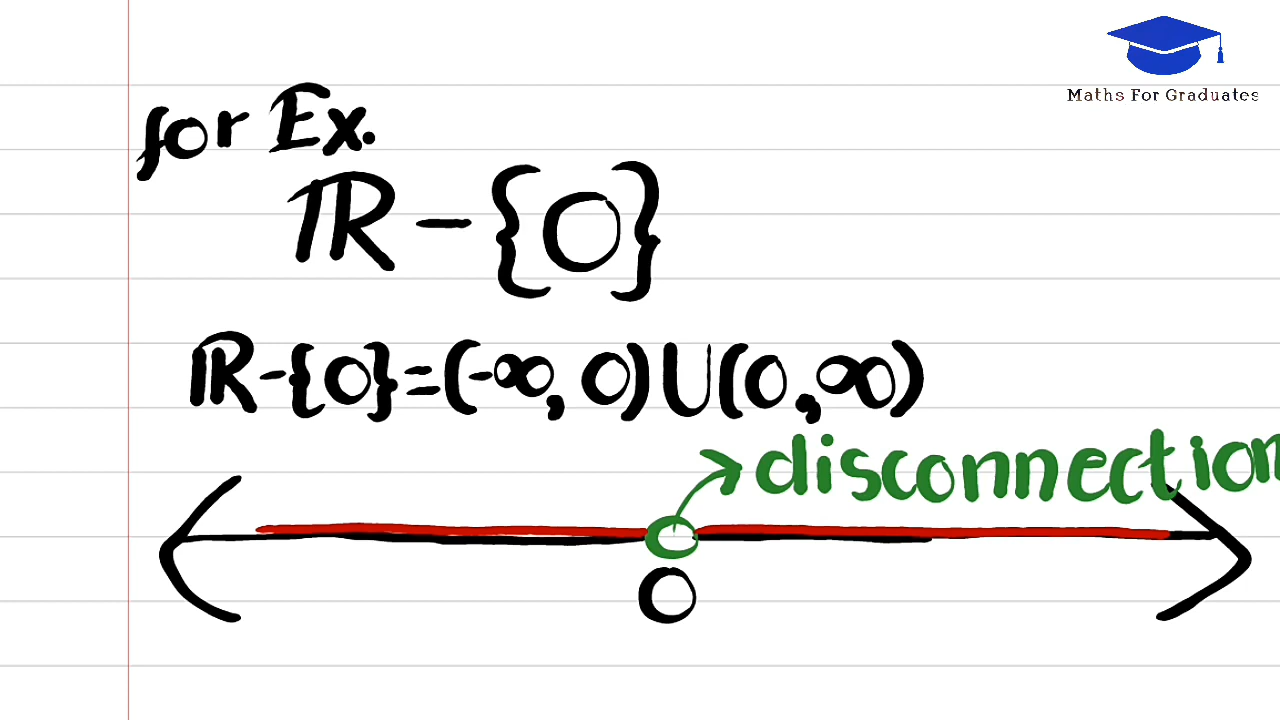 Maths For Graduates
for Ex.
ℝ-{0}
ℝ-{0}=(-∞,0)∪(0,∞)
disconnection
0